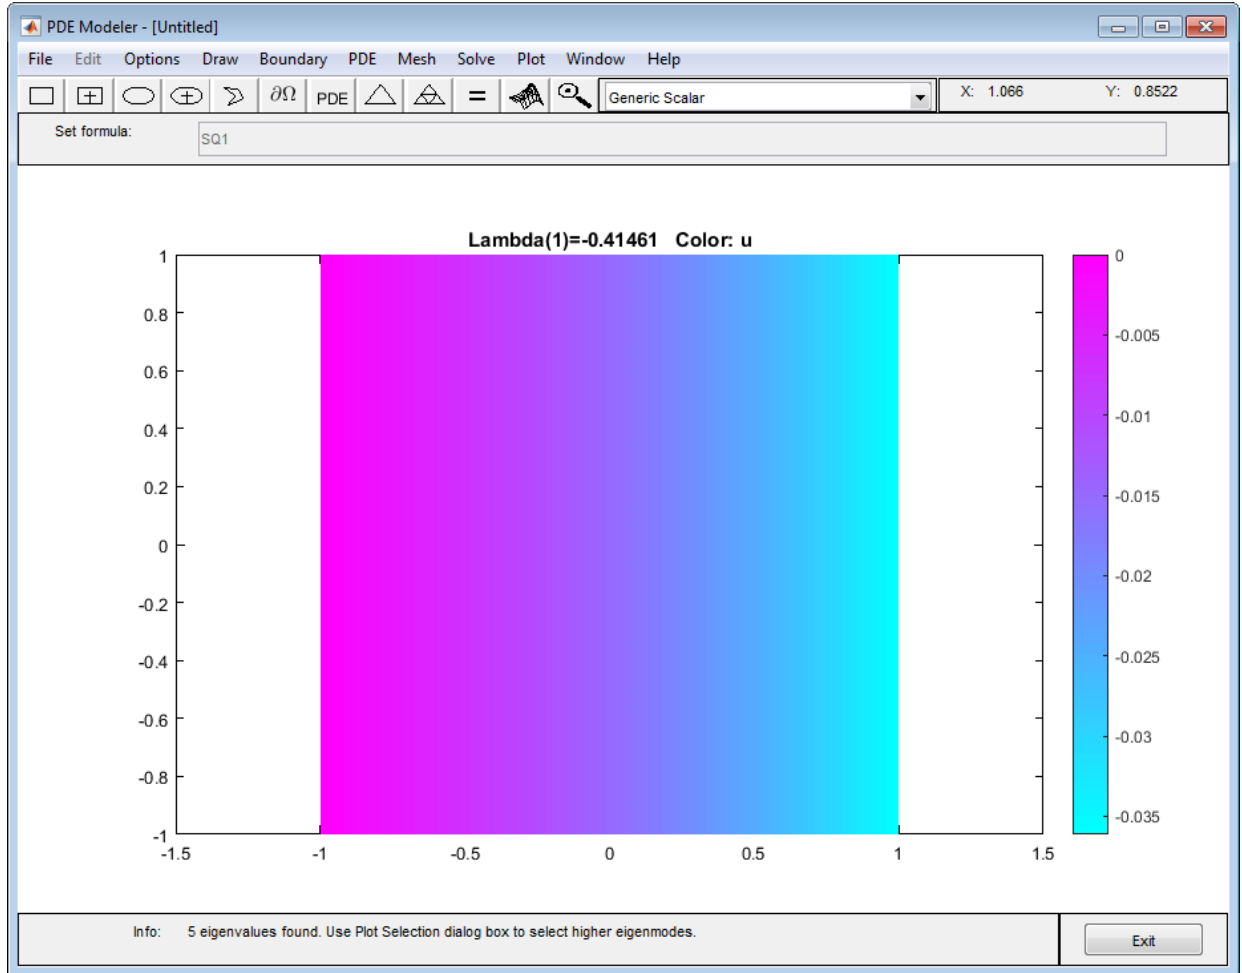 PDE Modeler - [Untitled]
File Edit Options Draw Boundary PDE Mesh Solve Plot Window Help
∂Ω PDE = Generic Scalar X: 1.066 Y: 0.8522
Set formula: SQ1
Lambda(1)=-0.41461 Color: u
1
0.8
0.6
0.4
0.2
0
-0.2
-0.4
-0.6
-0.8
-1
-1.5 -1 -0.5 0 0.5 1 1.5
0
-0.005
-0.01
-0.015
-0.02
-0.025
-0.03
-0.035
Info: 5 eigenvalues found. Use Plot Selection dialog box to select higher eigenmodes.
Exit